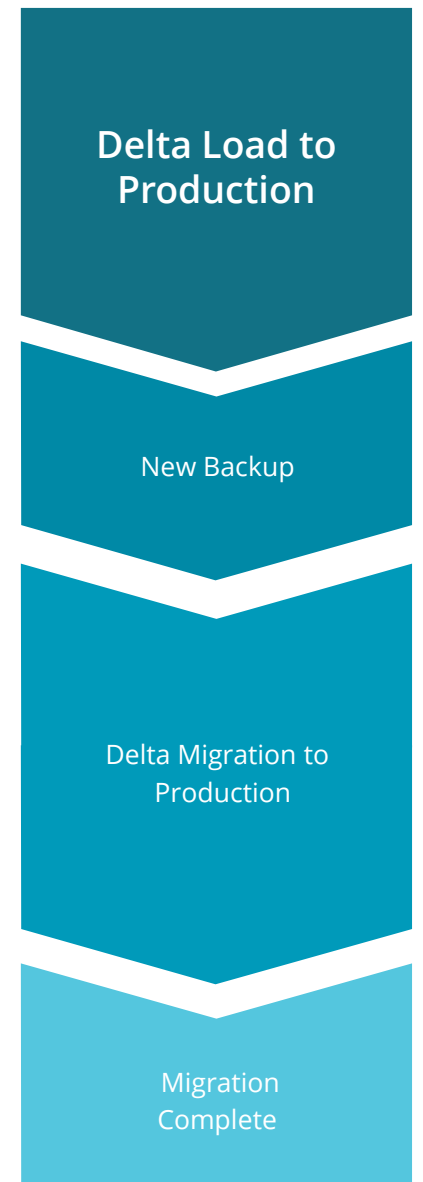 Delta Load to
Production
New Backup
Delta Migration to
Production
Migration
Complete